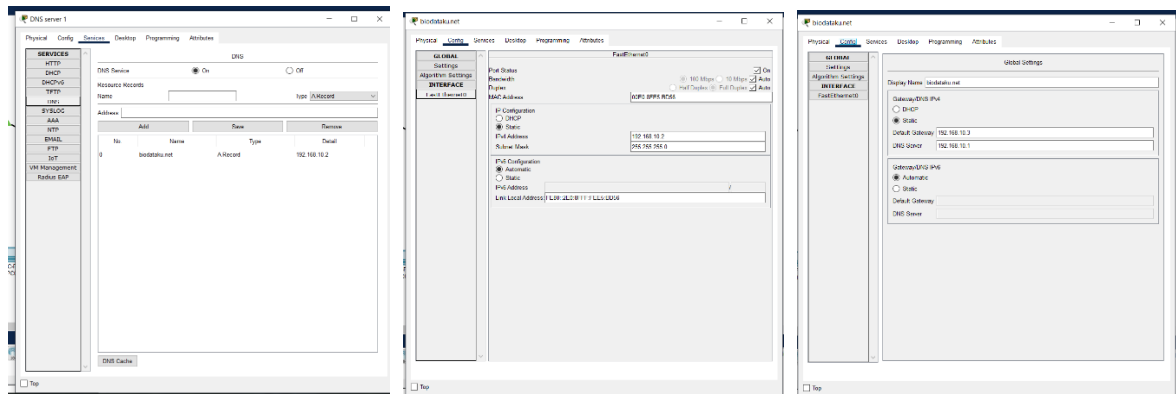 DNS server 1
Physical Config Services Desktop Programming Attributes
SERVICES
HTTP
DHCP
DHCPv6
TFTP
DNS
SYSLOG
AAA
NTP
EMAIL
FTP
IoT
VM Management
Radius EAP
DNS
DNS Service On Off
Resource Records
Name Type A Record
Address
Add Save Remove
No. Name Type Detail
0 biodataku.net A Record 192.168.10.2
DNS Cache
Top
biodataku.net
Physical Config Services Desktop Programming Attributes
GLOBAL
Settings
Algorithm Settings
INTERFACE
FastEthernet0
FastEthernet0
Port Status On
Bandwidth 100 Mbps 10 Mbps Auto
Duplex Half Duplex Full Duplex Auto
MAC Address
IP Configuration
DHCP
Static
IPv4 Address 192.168.10.2
Subnet Mask 255.255.255.0
IPv6 Configuration
Automatic
Static
IPv6 Address /
Link Local Address:
Top
biodataku.net
Physical Config Services Desktop Programming Attributes
GLOBAL
Settings
Algorithm Settings
INTERFACE
FastEthernet0
Global Settings
Display Name biodataku.net
Gateway/DNS IPv4
DHCP
Static
Default Gateway 192.168.10.3
DNS Server 192.168.10.1
Gateway/DNS IPv6
Automatic
Static
Default Gateway
DNS Server
Top